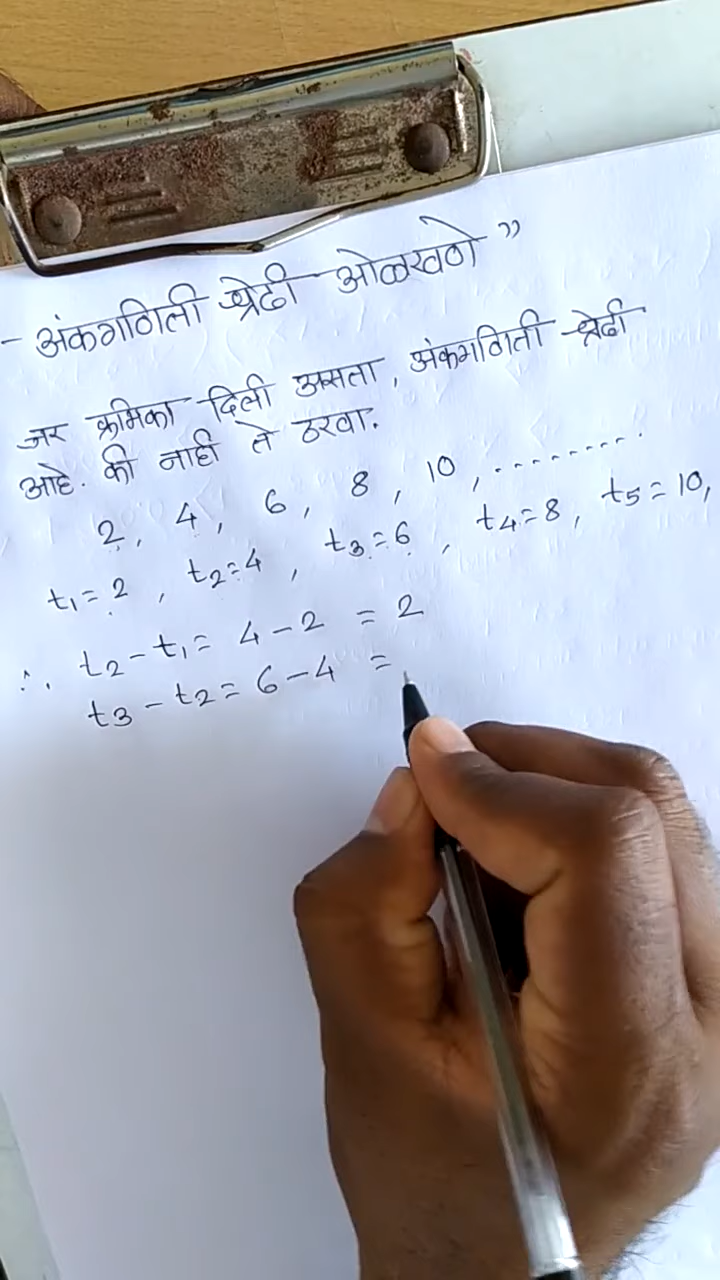 - अंकगणिती श्रेढी ओळखणे ”
जर क्रमिका दिली असता, अंकगणिती श्रेढी
आहे. की नाही ते ठरवा.
2, 4, 6, 8, 10, ........
t₁=2, t₂=4, t₃=6, t₄=8, t₅=10,
∴ t₂-t₁= 4-2 = 2
t₃-t₂= 6-4 =